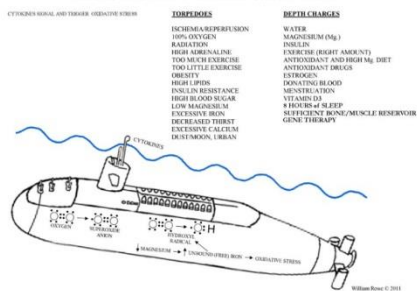 CYTOKINES SIGNAL AND TRIGGER OXIDATIVE STRESS
TORPEDOES
ISCHEMIA/REPERFUSION
100% OXYGEN
RADIATION
HIGH ADRENALINE
TOO MUCH EXERCISE
TOO LITTLE EXERCISE
OBESITY
HIGH LIPIDS
INSULIN RESISTANCE
HIGH BLOOD SUGAR
LOW MAGNESIUM
EXCESSIVE IRON
DECREASED THIRST
EXCESSIVE CALCIUM
DUST/MOON, URBAN
DEPTH CHARGES
WATER
MAGNESIUM (Mg.)
INSULIN
EXERCISE (RIGHT AMOUNT)
ANTIOXIDANT AND HIGH Mg. DIET
ANTIOXIDANT DRUGS
ESTROGEN
DONATING BLOOD
MENSTRUATION
VITAMIN D3
8 HOURS of SLEEP
SUFFICIENT BONE/MUSCLE RESERVOIR
GENE THERAPY
CYTOKINES
OXYGEN
SUPEROXIDE
ANION
HYDROXYL
RADICAL
H
↓ MAGNESIUM → ↑ UNBOUND (FREE) IRON → OXIDATIVE STRESS
William Rowe © 2011